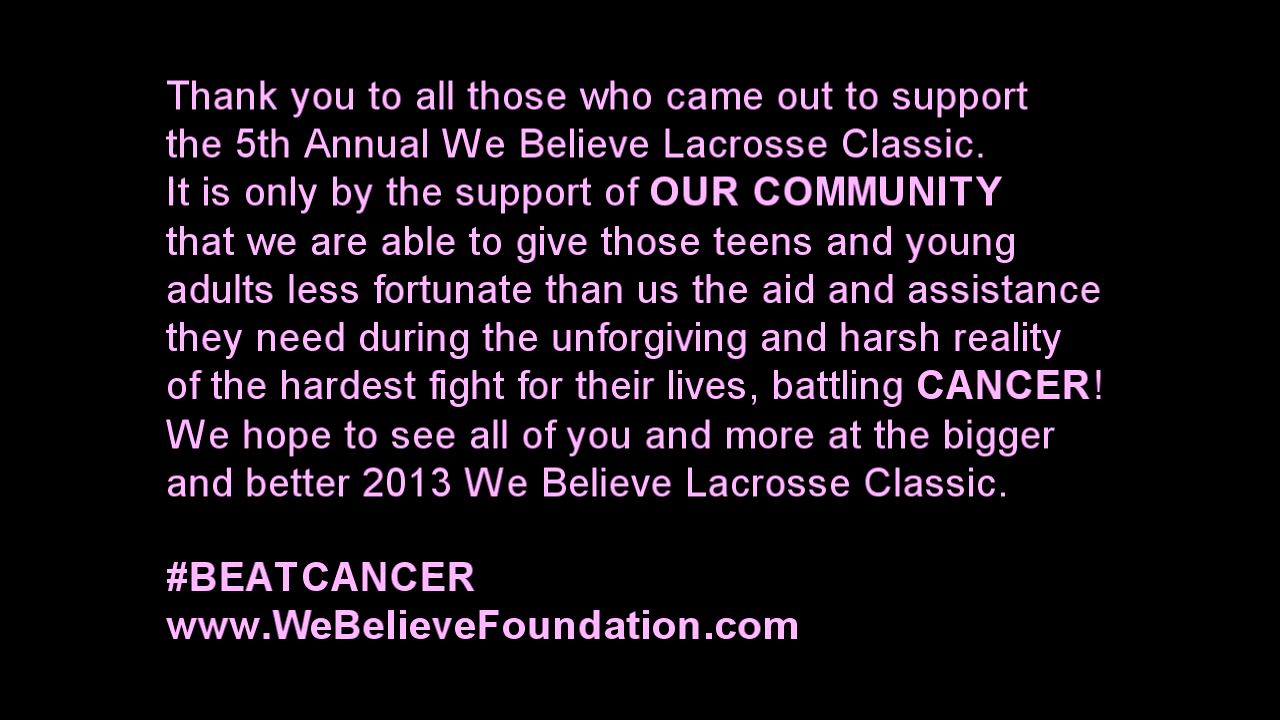 Thank you to all those who came out to support
the 5th Annual We Believe Lacrosse Classic.
It is only by the support of OUR COMMUNITY
that we are able to give those teens and young
adults less fortunate than us the aid and assistance
they need during the unforgiving and harsh reality
of the hardest fight for their lives, battling CANCER!
We hope to see all of you and more at the bigger
and better 2013 We Believe Lacrosse Classic.
#BEATCANCER
www.WeBelieveFoundation.com